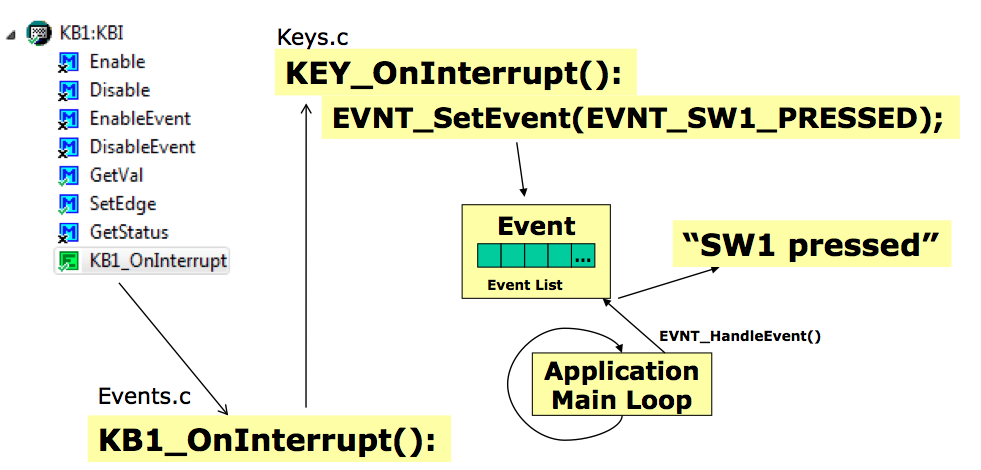 KB1:KBI
Enable
Disable
EnableEvent
DisableEvent
GetVal
SetEdge
GetStatus
KB1_OnInterrupt
Keys.c
KEY_OnInterrupt():
EVNT_SetEvent(EVNT_SW1_PRESSED);
Event
...
Event List
“SW1 pressed”
EVNT_HandleEvent()
Application
Main Loop
Events.c
KB1_OnInterrupt():